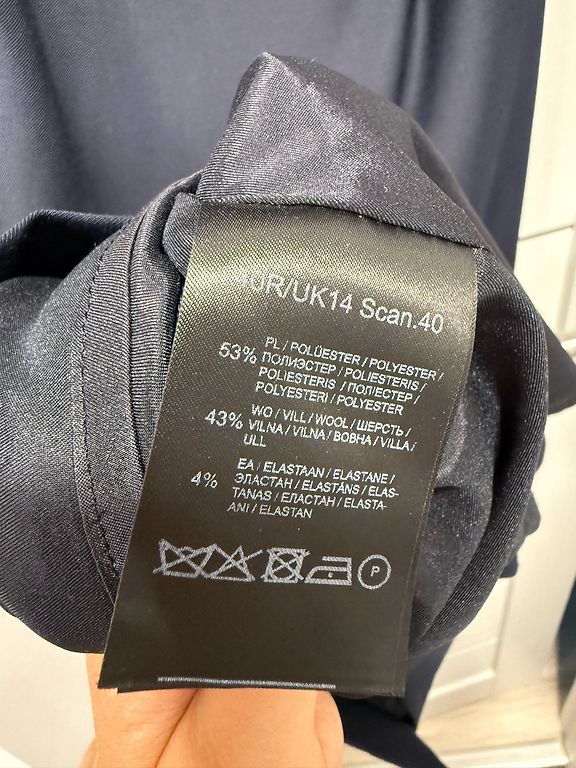 40R/UK14 Scan.40
53% PL / POLÜESTER / POLYESTER /
ПОЛИЭСТЕР / POLIESTERIS /
POLIESTERIS / ПОЛІЕСТЕР /
POLYESTERI / POLYESTER
43% WO / VILL / WOOL / ШЕРСТЬ /
VILNA / VILNA / ВОВНА / VILLA /
ULL
4% EA / ELASTAAN / ELASTANE /
ЭЛАСТАН / ELASTĀNS / ELAS-
TANAS / ЕЛАСТАН / ELASTA-
ANI / ELASTAN
P